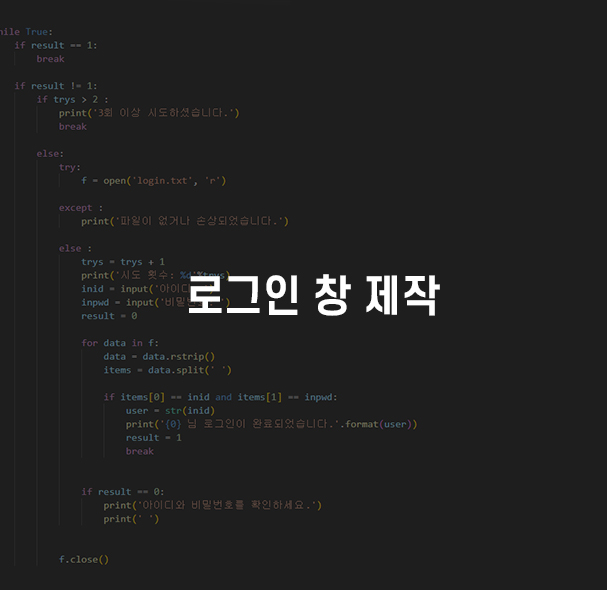 hile True:
if result == 1:
break
if result != 1:
if trys > 2 :
print('3회 이상 시도하셨습니다.')
break
else:
try:
f = open('login.txt', 'r')
except :
print('파일이 없거나 손상되었습니다.')
else :
trys = trys + 1
print('시도 횟수: %d'%trys)
inid = input('아이디
inpwd = input('비밀번호: ')
로그인 창 제작
result = 0
for data in f:
data = data.rstrip()
items = data.split(' ')
if items[0] == inid and items[1] == inpwd:
user = str(inid)
print('{0} 님 로그인이 완료되었습니다.'.format(user))
result = 1
break
if result == 0:
print('아이디와 비밀번호를 확인하세요.')
print(' ')
f.close()